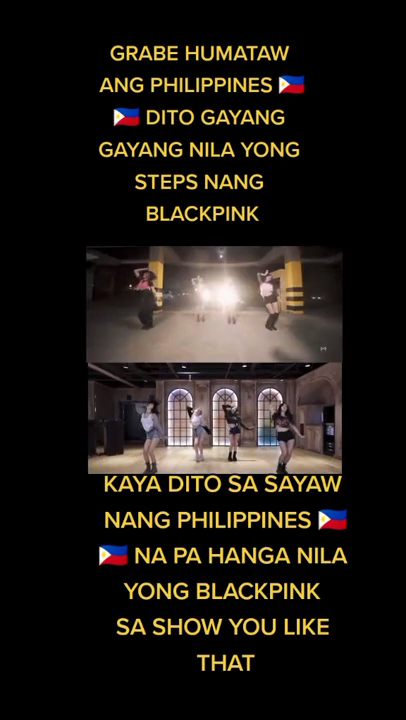 GRABE HUMATAW
ANG PHILIPPINES 🇵🇭
🇵🇭 DITO GAYANG
GAYANG NILA YONG
STEPS NANG
BLACKPINK
KAYA DITO SA SAYAW
NANG PHILIPPINES 🇵🇭
🇵🇭 NA PA HANGA NILA
YONG BLACKPINK
SA SHOW YOU LIKE
THAT